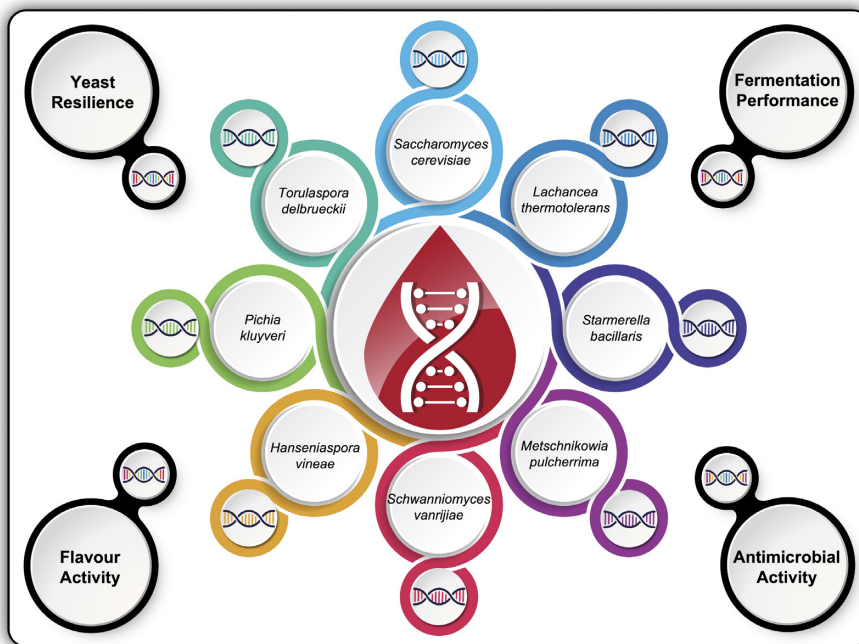 Yeast
Resilience
Fermentation
Performance
Saccharomyces
cerevisiae
Torulaspora
delbrueckii
Lachancea
thermotolerans
Pichia
kluyveri
Starmerella
bacillaris
Hanseniaspora
vineae
Metschnikowia
pulcherrima
Schwanniomyces
vanrijiae
Flavour
Activity
Antimicrobial
Activity